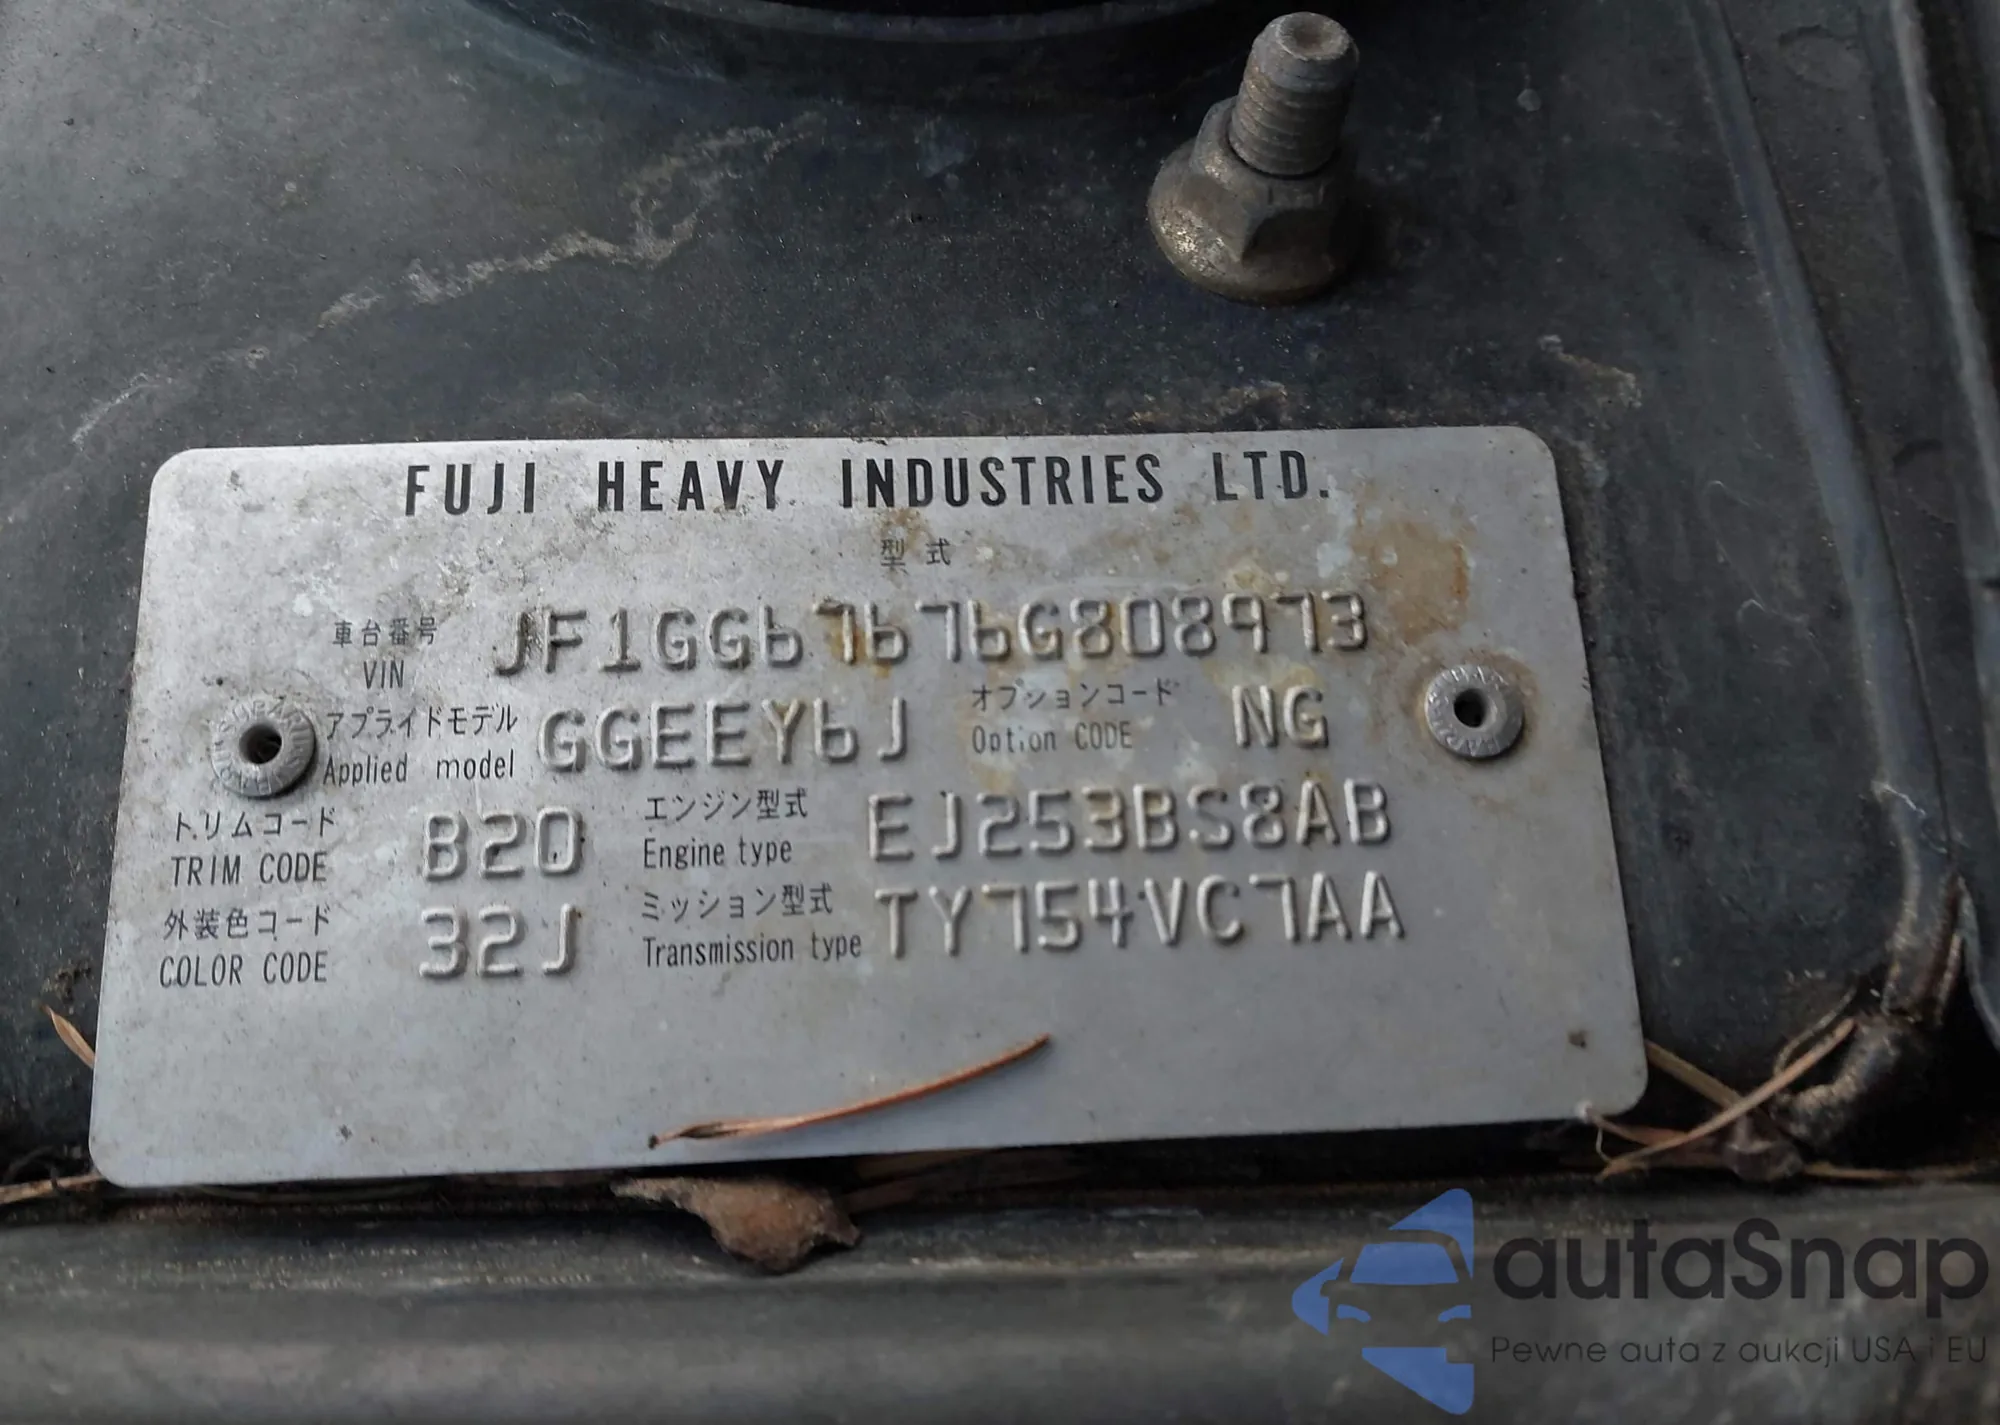 FUJI HEAVY INDUSTRIES LTD.
型式
車台番号
VIN
JF1GG67676G808973
アプライドモデル
Applied model
GGEEY6J
オプションコード
Option CODE
NG
トリムコード
TRIM CODE
B20
エンジン型式
Engine type
EJ253BS8AB
外装色コード
COLOR CODE
32J
ミッション型式
Transmission type
TY754VC7AA
autaSnap
Pewne auta z aukcji USA i EU